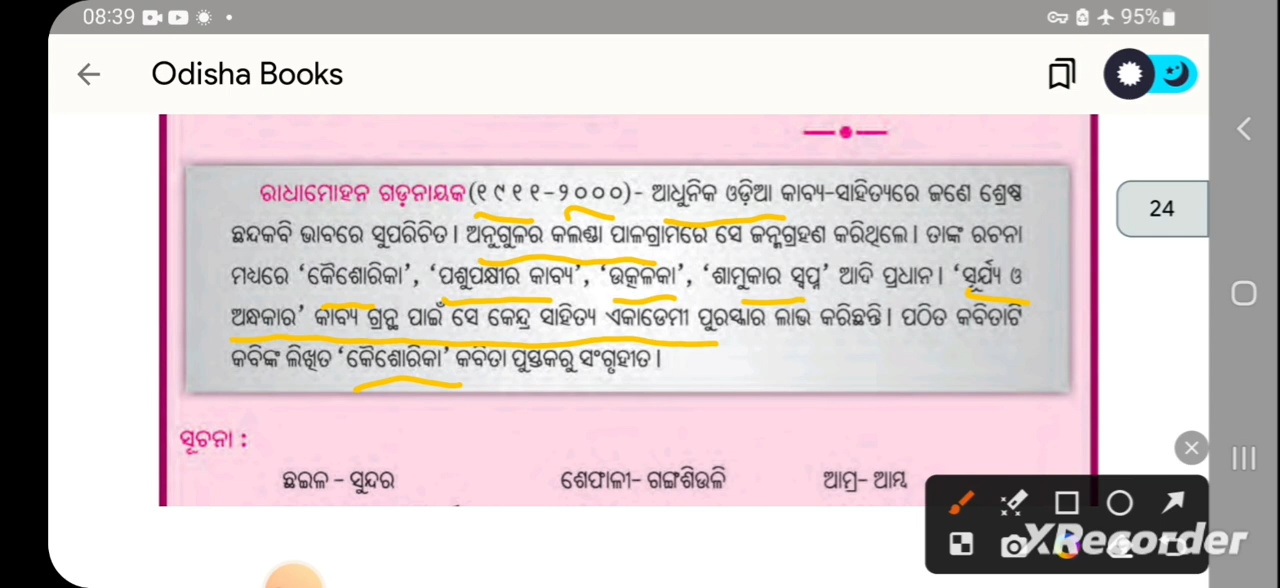 08:39
95%
Odisha Books
24
ରାଧାମୋହନ ଗଡ଼ନାୟକ(୧୯୧୧-୨୦୦୦)- ଆଧୁନିକ ଓଡ଼ିଆ କାବ୍ୟ-ସାହିତ୍ୟରେ ଜଣେ ଶ୍ରେଷ୍ଠ
ଛନ୍ଦକବି ଭାବରେ ସୁପରିଚିତ। ଅନୁଗୁଳର କଲଣ୍ଡା ପାଳଗ୍ରାମରେ ସେ ଜନ୍ମଗ୍ରହଣ କରିଥିଲେ। ତାଙ୍କ ରଚନା
ମଧ୍ୟରେ ‘କୈଶୋରିକା’, ‘ପଶୁପକ୍ଷୀର କାବ୍ୟ’, ‘ଉତ୍କଳିକା’, ‘ଶାମୁକାର ସ୍ୱପ୍ନ’ ଆଦି ପ୍ରଧାନ। ‘ସୂର୍ଯ୍ୟ ଓ
ଅନ୍ଧକାର’ କାବ୍ୟ ଗ୍ରନ୍ଥ ପାଇଁ ସେ କେନ୍ଦ୍ର ସାହିତ୍ୟ ଏକାଡେମୀ ପୁରସ୍କାର ଲାଭ କରିଛନ୍ତି। ପଠିତ କବିତାଟି
କବିଙ୍କ ଲିଖିତ ‘କୈଶୋରିକା’ କବିତା ପୁସ୍ତକରୁ ସଂଗୃହୀତ।
ସୂଚନା :
ଛଇଳ - ସୁନ୍ଦର ଶେଫାଳୀ- ଗଙ୍ଗଶିଉଳି ଆମ୍ର- ଆମ୍ବ
XRecorder